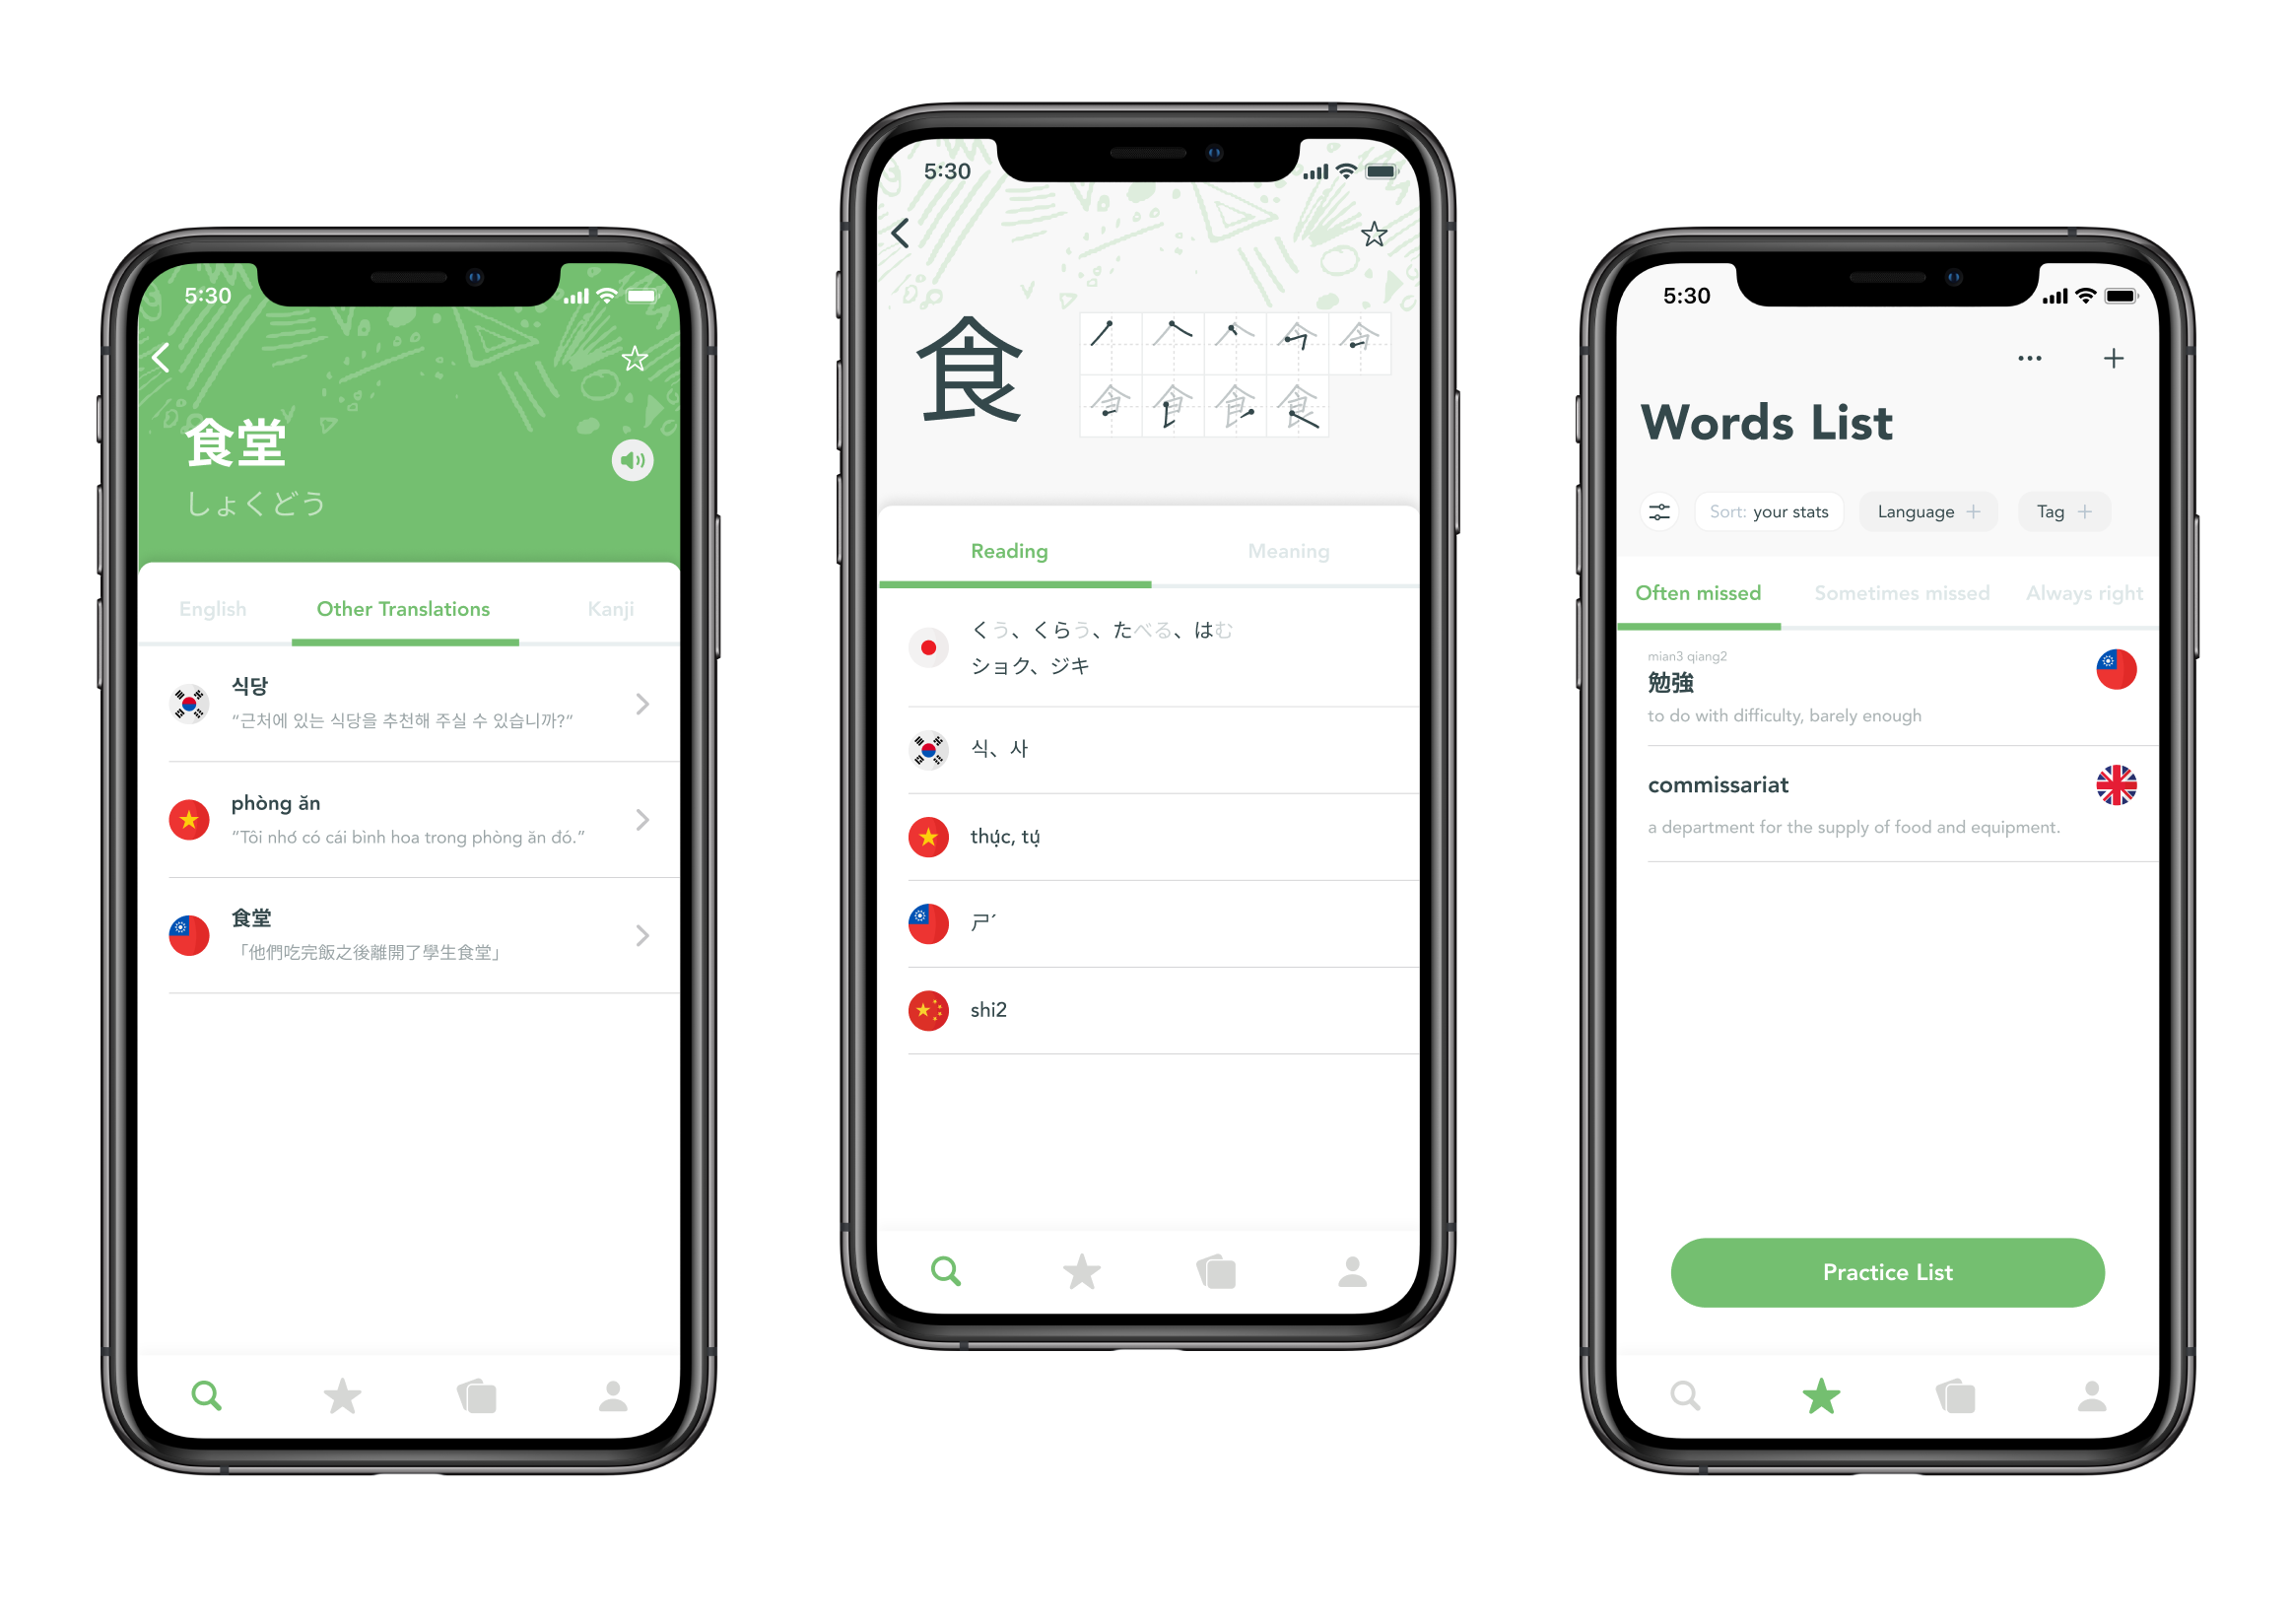 5:30
食堂
しょくどう
English
Other Translations
Kanji
식당
“근처에 있는 식당을 추천해 주실 수 있습니까?“
phòng ăn
“Tôi nhớ có cái bình hoa trong phòng ăn đó.”
食堂
「他們吃完飯之後離開了學生食堂」
5:30
食
Reading
Meaning
くう、くらう、たべる、はむ
ショク、ジキ
식、사
thực, tự
ㄕˊ
shi2
5:30
Words List
Sort: your stats
Language +
Tag +
Often missed
Sometimes missed
Always right
mian3 qiang2
勉強
to do with difficulty, barely enough
commissariat
a department for the supply of food and equipment.
Practice List